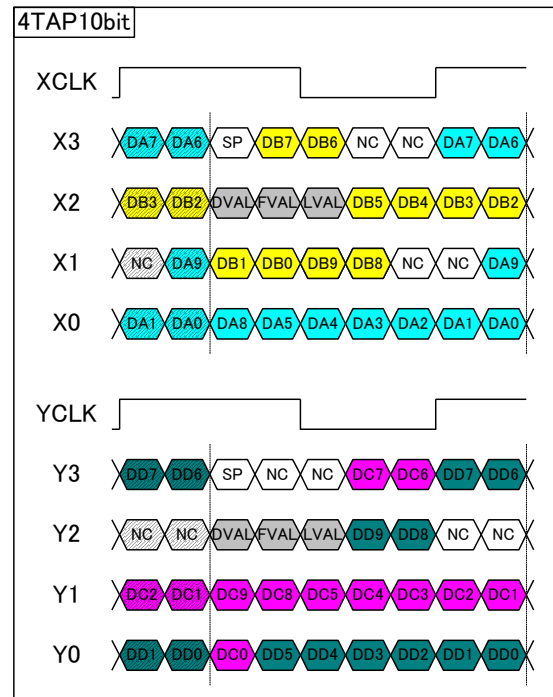 4TAP10bit
XCLK
X3 DA7 DA6 SP DB7 DB6 NC NC DA7 DA6
X2 DB3 DB2 DVAL FVAL LVAL DB5 DB4 DB3 DB2
X1 NC DA9 DB1 DB0 DB9 DB8 NC NC DA9
X0 DA1 DA0 DA8 DA5 DA4 DA3 DA2 DA1 DA0
YCLK
Y3 DD7 DD6 SP NC NC DC7 DC6 DD7 DD6
Y2 NC NC DVAL FVAL LVAL DD9 DD8 NC NC
Y1 DC2 DC1 DC9 DC8 DC5 DC4 DC3 DC2 DC1
Y0 DD1 DD0 DC0 DD5 DD4 DD3 DD2 DD1 DD0